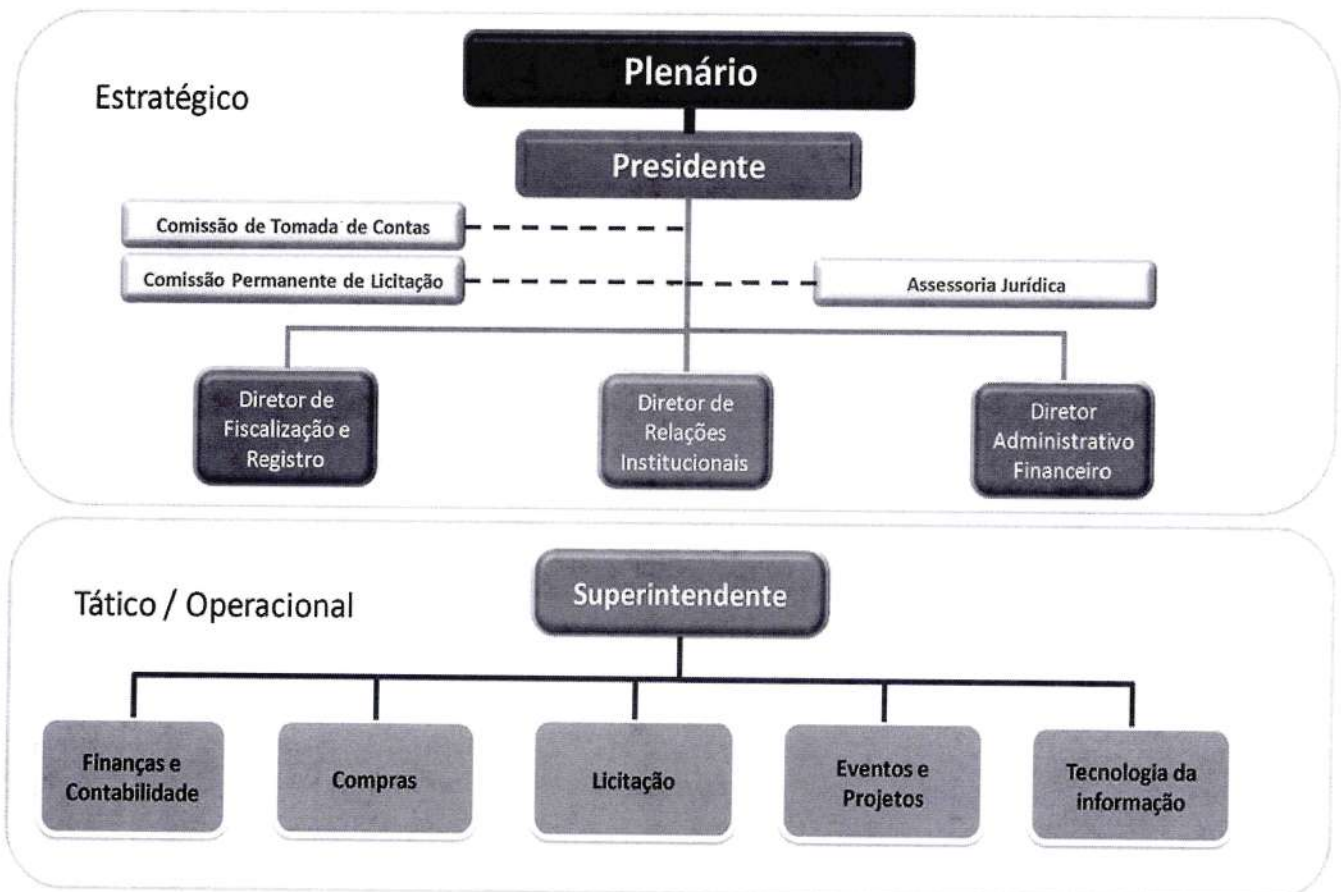 Plenário
Estratégico
Presidente
Comissão de Tomada de Contas
Comissão Permanente de Licitação
Assessoria Jurídica
Diretor de
Fiscalização e
Registro
Diretor de
Relações
Institucionais
Diretor
Administrativo
Financeiro
Superintendente
Tático / Operacional
Finanças e
Contabilidade
Compras
Licitação
Eventos e
Projetos
Tecnologia da
informação